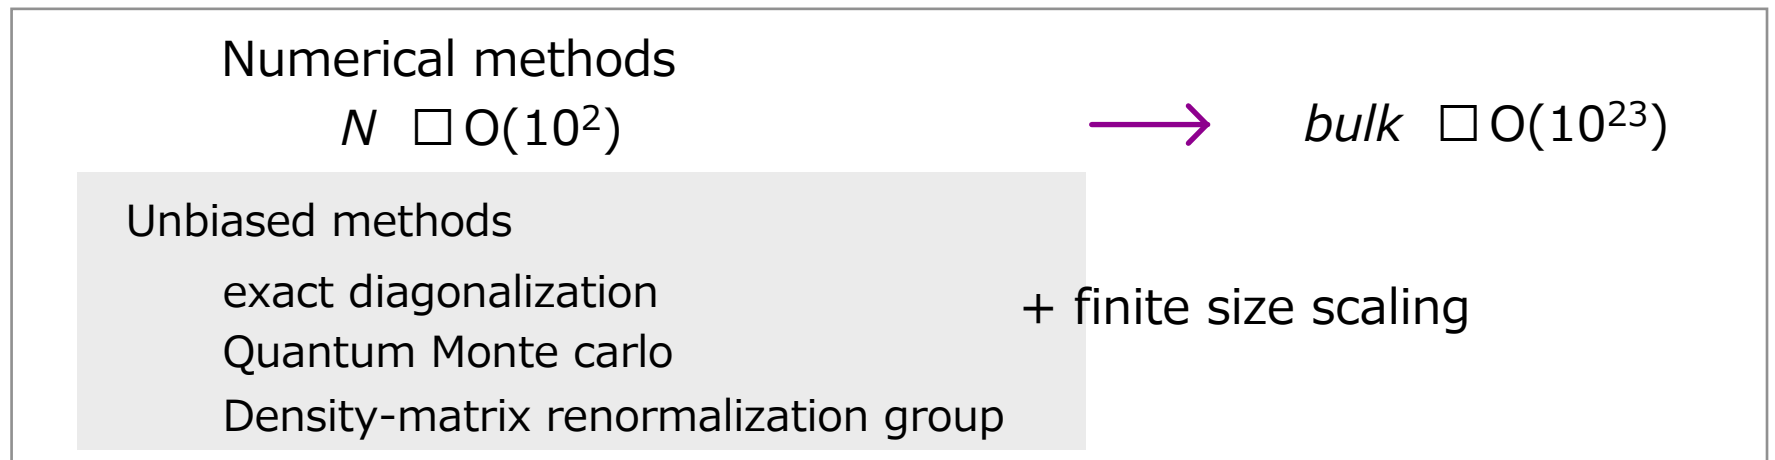 Numerical methods
N □ O(10²) → bulk □ O(10²³)
Unbiased methods
exact diagonalization
+ finite size scaling
Quantum Monte carlo
Density-matrix renormalization group